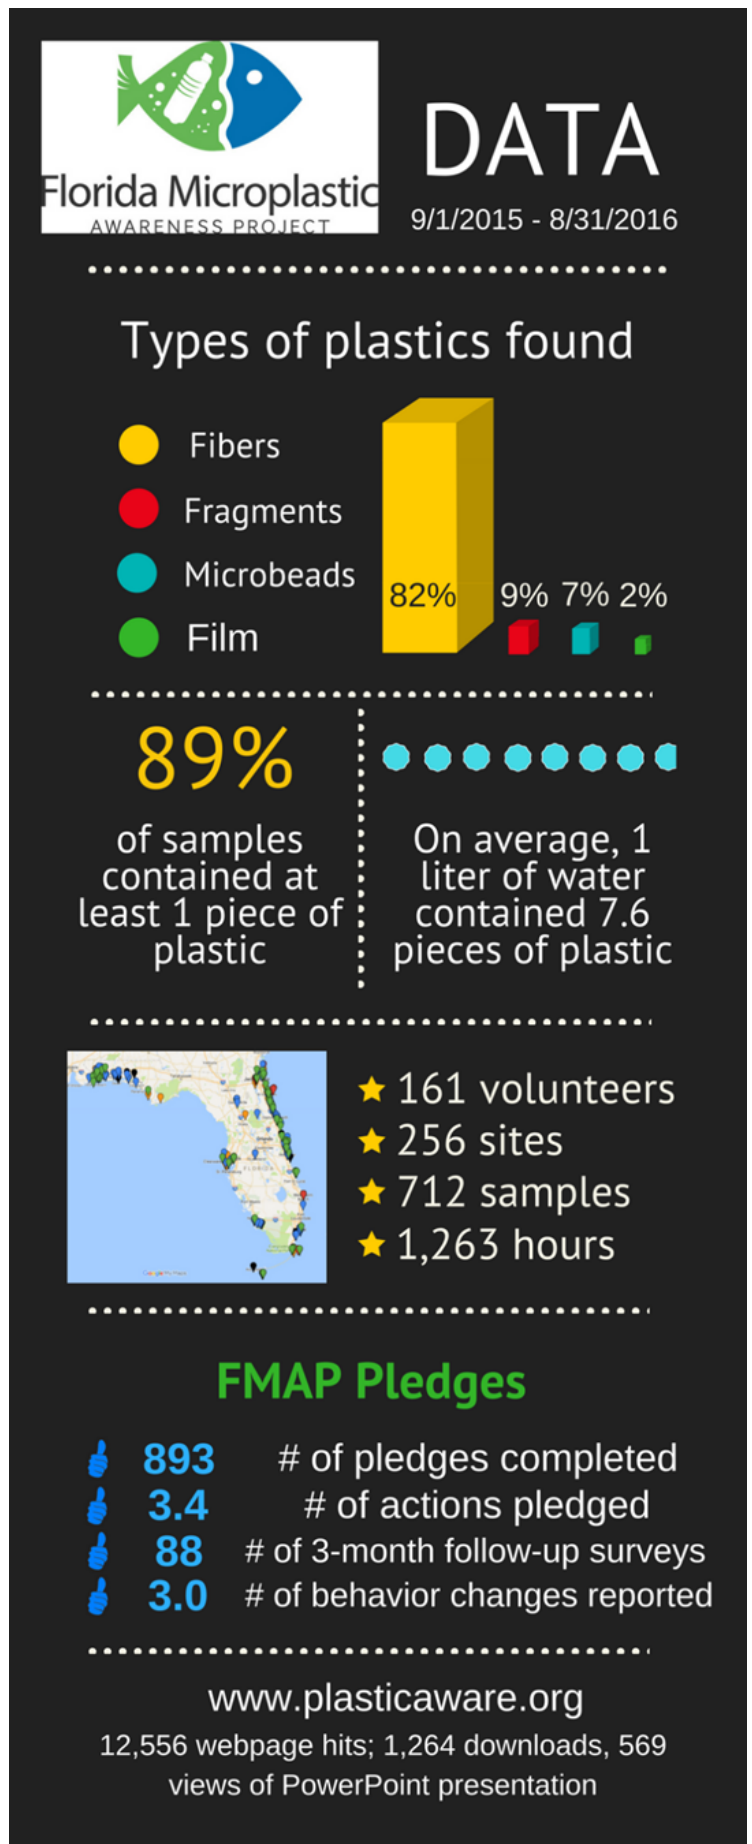 Florida Microplastic
AWARENESS PROJECT
DATA
9/1/2015 - 8/31/2016
Types of plastics found
Fibers
Fragments
Microbeads
Film
82%
9%
7%
2%
89%
of samples
contained at
least 1 piece of
plastic
On average, 1
liter of water
contained 7.6
pieces of plastic
FLORIDA
161 volunteers
256 sites
712 samples
1,263 hours
FMAP Pledges
893 # of pledges completed
3.4 # of actions pledged
88 # of 3-month follow-up surveys
3.0 # of behavior changes reported
www.plasticaware.org
12,556 webpage hits; 1,264 downloads, 569
views of PowerPoint presentation